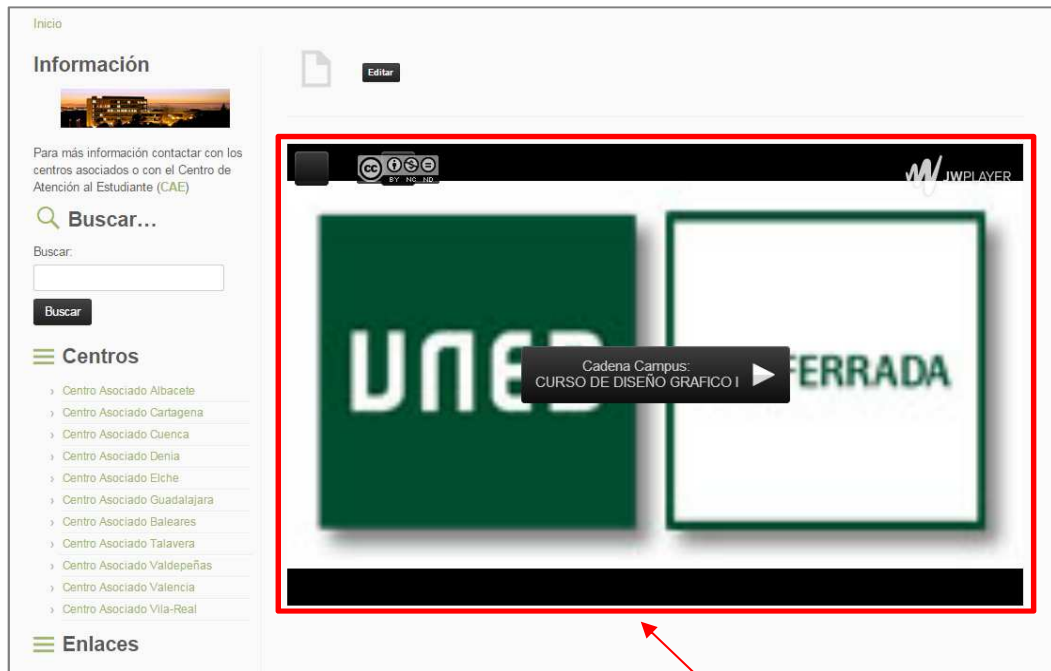 Inicio
Información
Para más información contactar con los
centros asociados o con el Centro de
Atención al Estudiante (CAE)
Buscar...
Buscar:
Buscar
Centros
Centro Asociado Albacete
Centro Asociado Cartagena
Centro Asociado Cuenca
Centro Asociado Denia
Centro Asociado Elche
Centro Asociado Guadalajara
Centro Asociado Baleares
Centro Asociado Talavera
Centro Asociado Valdepeñas
Centro Asociado Valencia
Centro Asociado Vila-Real
Enlaces
Editar
cc
BY NC ND
JWPLAYER
UNED
FERRADA
Cadena Campus:
CURSO DE DISEÑO GRAFICO I